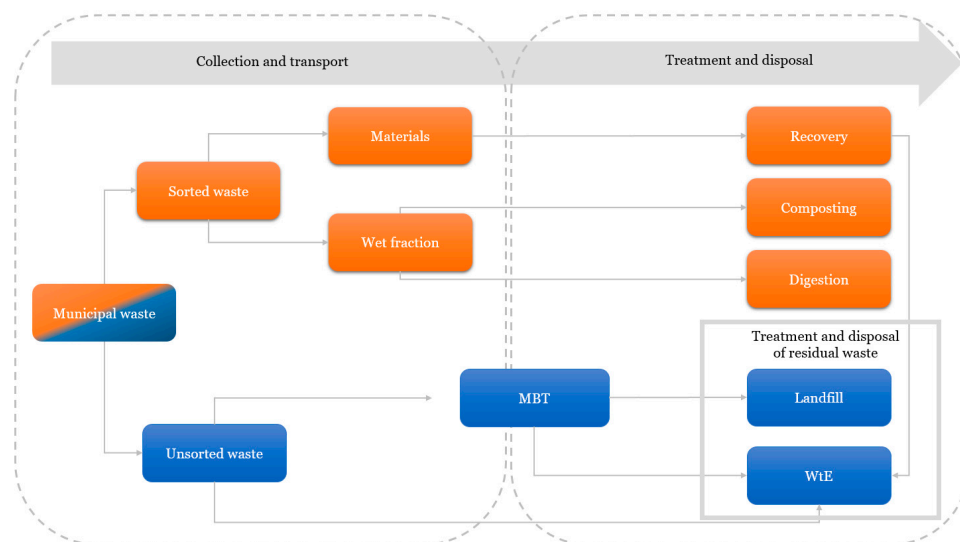 Collection and transport
Treatment and disposal
Materials
Recovery
Sorted waste
Composting
Wet fraction
Digestion
Municipal waste
Treatment and disposal
of residual waste
MBT
Landfill
Unsorted waste
WtE